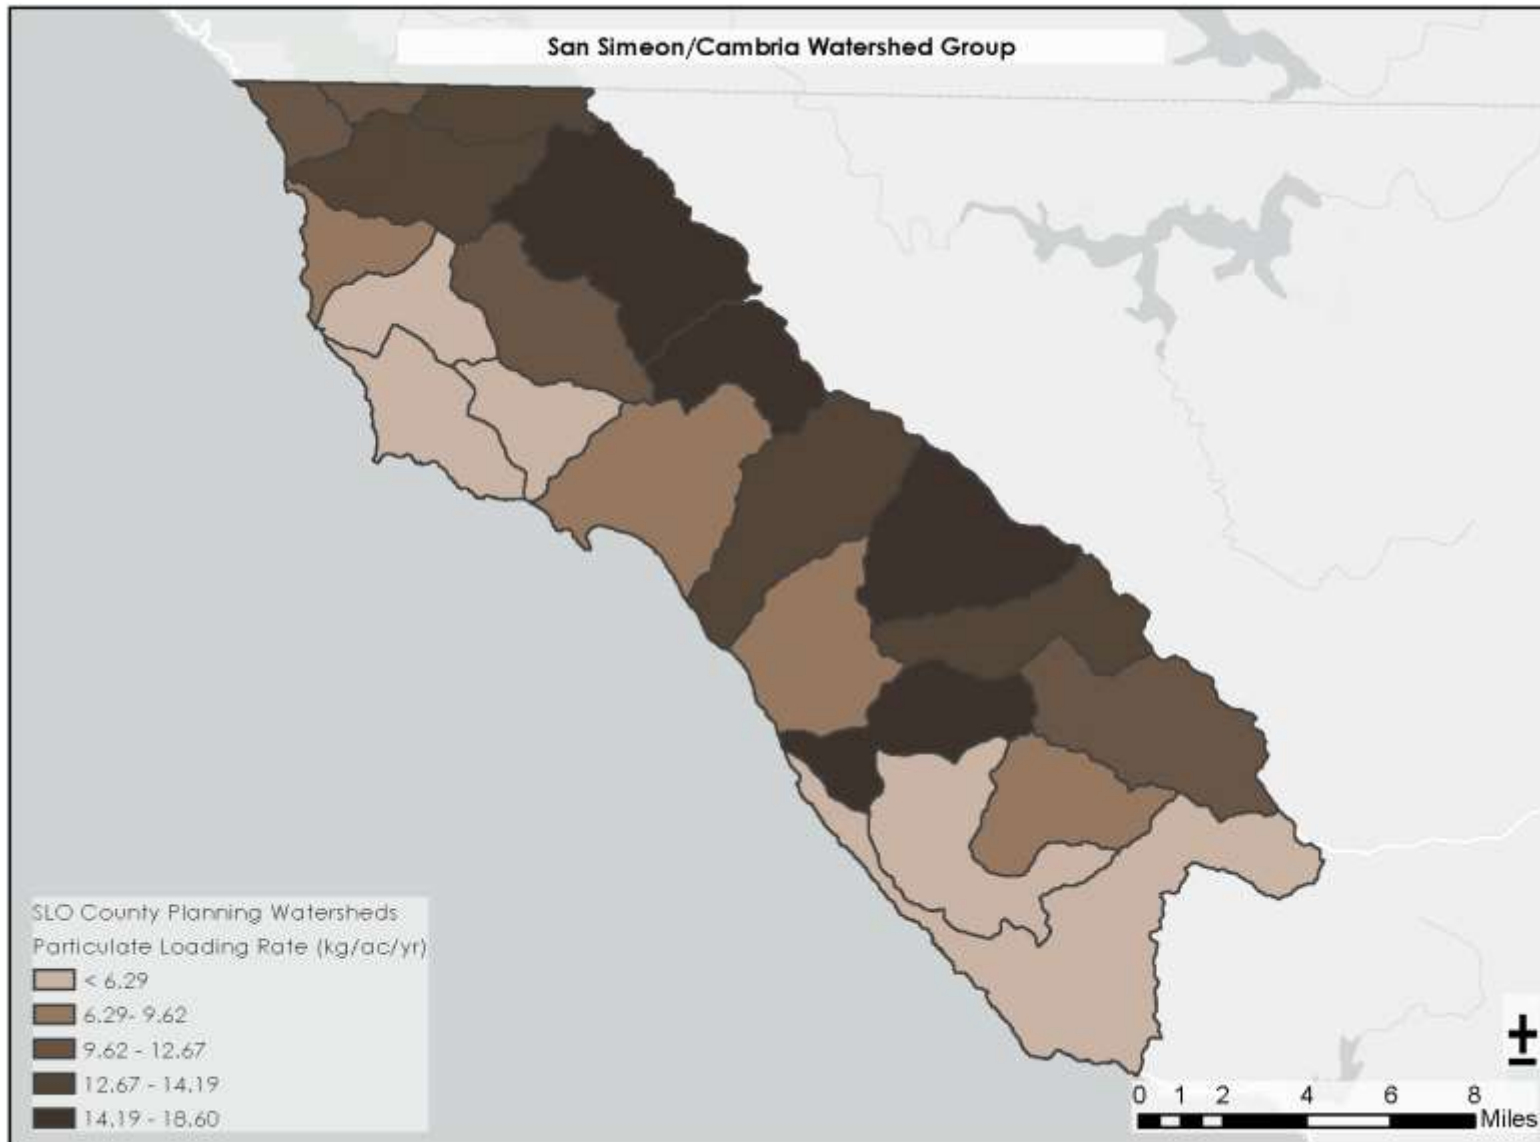 San Simeon/Cambria Watershed Group
SLO County Planning Watersheds
Particulate Loading Rate (kg/ac/yr)
< 6.29
6.29- 9.62
9.62 - 12.67
12.67 - 14.19
14.19 - 18.60
0 1 2 4 6 8
Miles